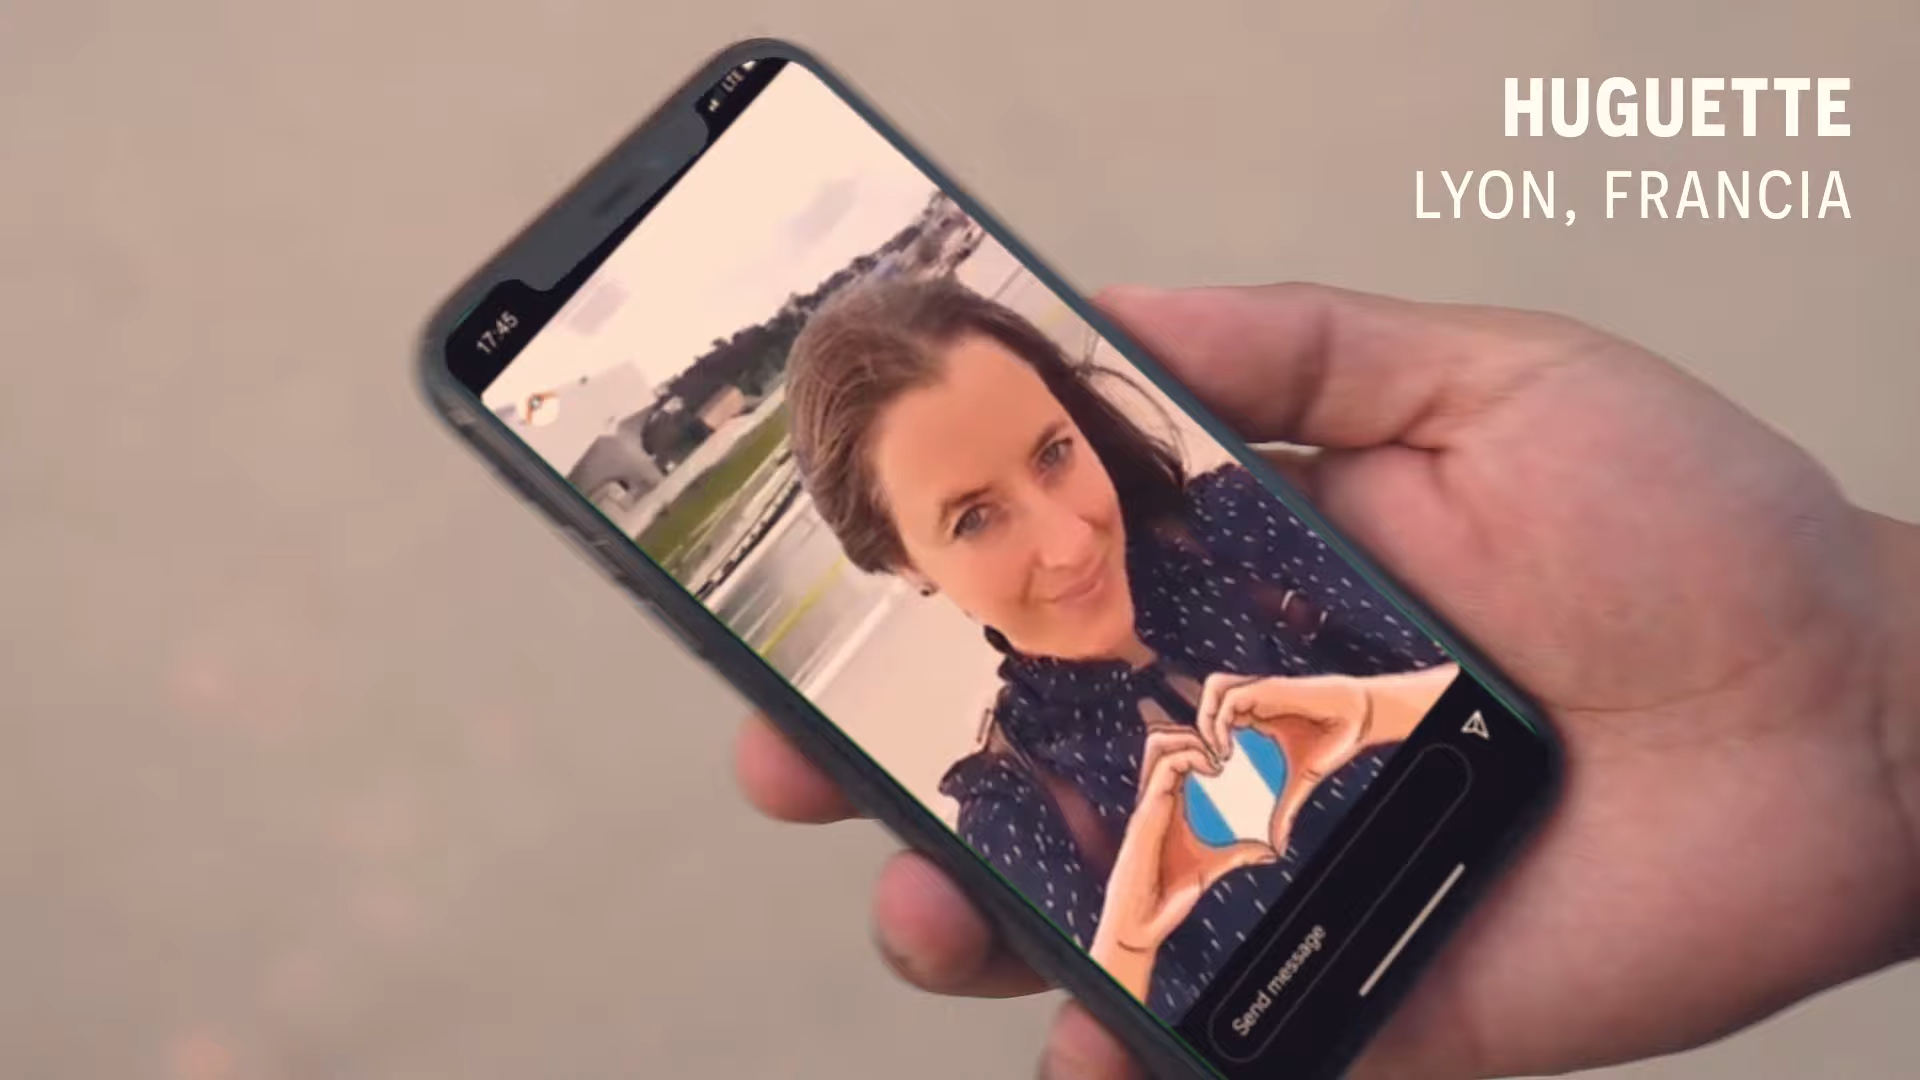 HUGUETTE
LYON, FRANCIA
LTE
17:45
Send message